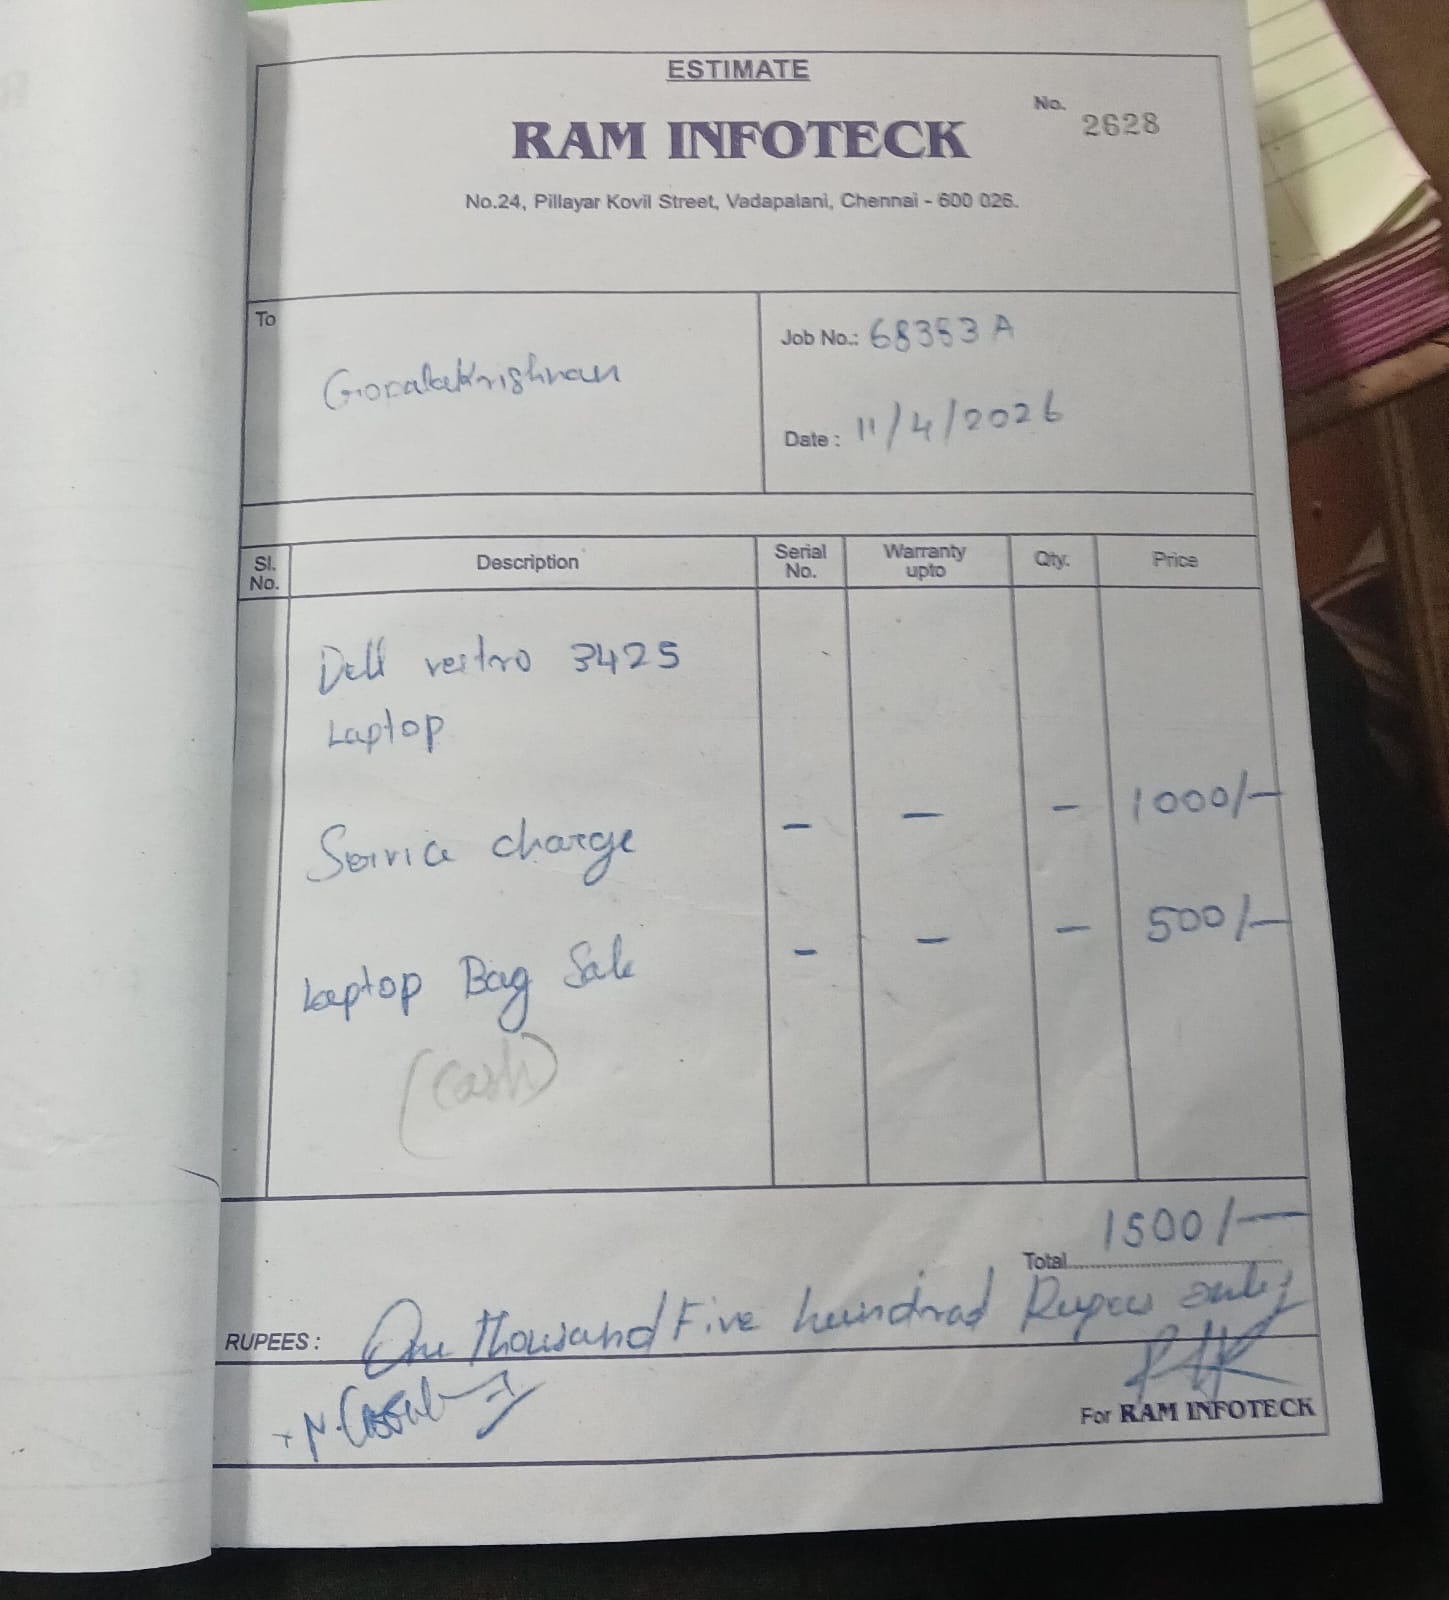 ESTIMATE
No. 2628
RAM INFOTECK
No.24, Pillayar Kovil Street, Vadapalani, Chennai - 600 026.
To
Gopalakrishnan
Job No.: 68353 A
Date : 11/4/2026
Sl. No. Description Serial No. Warranty upto Qty. Price
Dell vostro 3425
Laptop
Service charge - - - 1000/-
Laptop Bag Sale - - - 500/-
(Cash)
Total 1500/-
RUPEES : One thousand Five hundrad Rupees only
For RAM INFOTECK